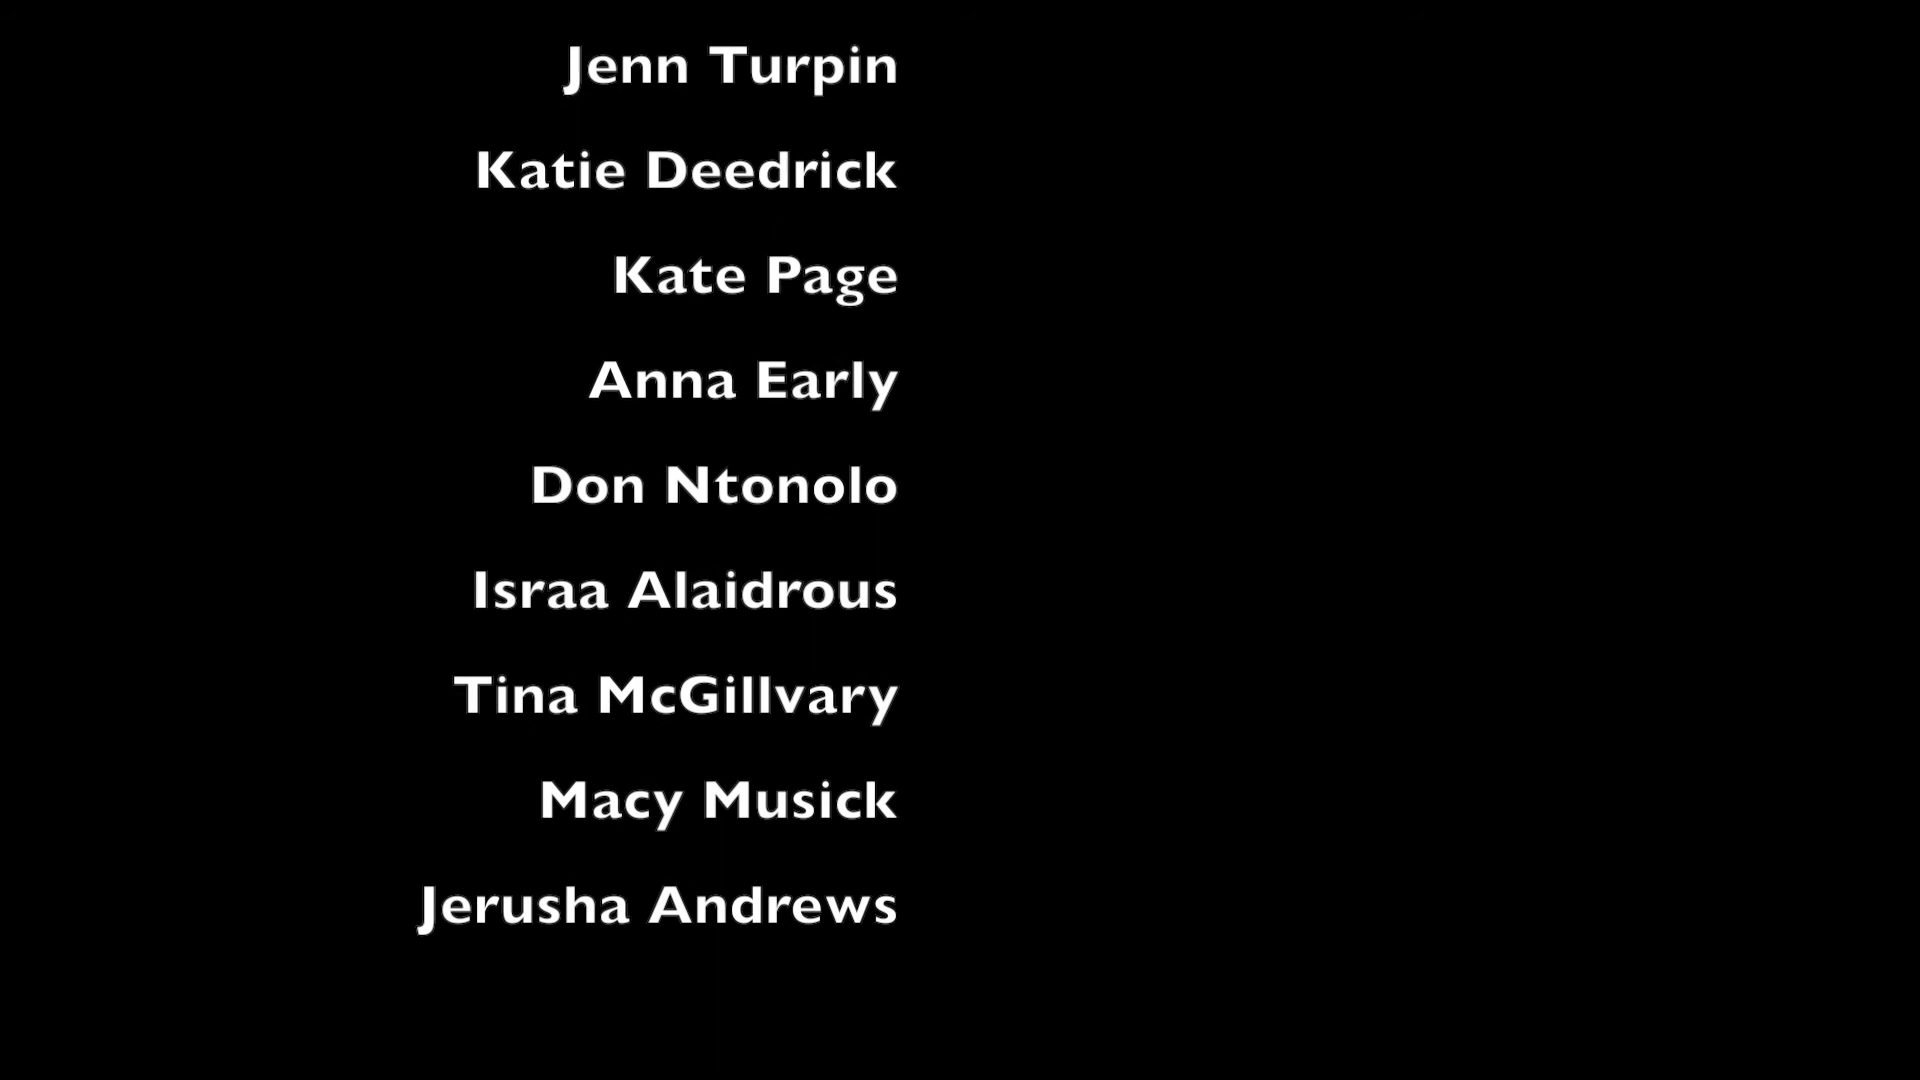 Jenn Turpin
Katie Deedrick
Kate Page
Anna Early
Don Ntonolo
Israa Alaidrous
Tina McGillvary
Macy Musick
Jerusha Andrews